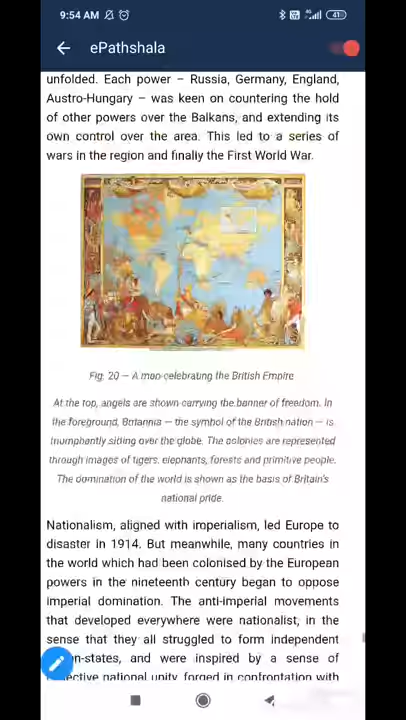 9:54 AM
41
ePathshala
unfolded. Each power – Russia, Germany, England,
Austro-Hungary – was keen on countering the hold
of other powers over the Balkans, and extending its
own control over the area. This led to a series of
wars in the region and finally the First World War.
Fig. 20 — A map celebrating the British Empire
At the top, angels are shown carrying the banner of freedom. In
the foreground, Britannia — the symbol of the British nation — is
triumphantly sitting over the globe. The colonies are represented
through images of tigers, elephants, forests and primitive people.
The domination of the world is shown as the basis of Britain's
national pride.
Nationalism, aligned with imperialism, led Europe to
disaster in 1914. But meanwhile, many countries in
the world which had been colonised by the European
powers in the nineteenth century began to oppose
imperial domination. The anti-imperial movements
that developed everywhere were nationalist, in the
sense that they all struggled to form independent
n-states, and were inspired by a sense of
ective national unity, forged in confrontation with